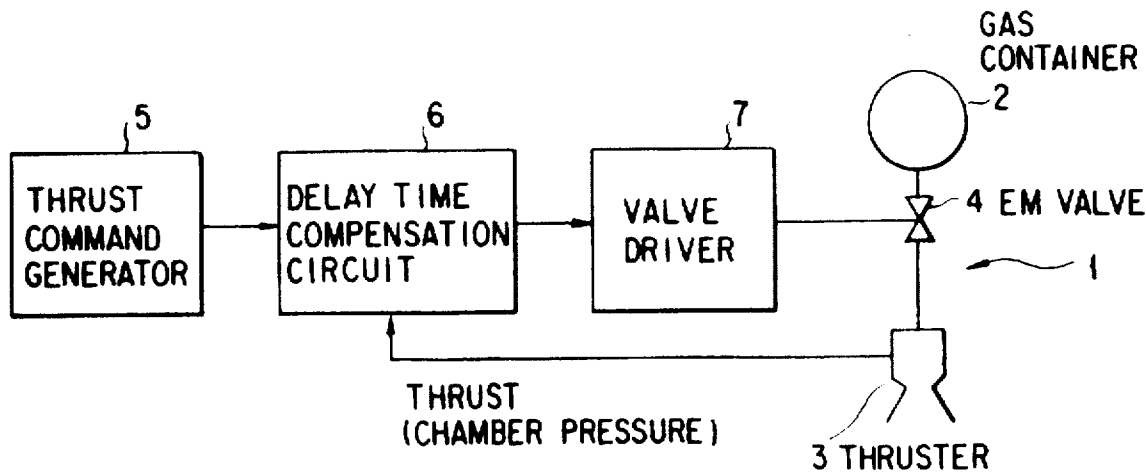 GAS
CONTAINER
2
5
6
7
THRUST
COMMAND
GENERATOR
DELAY TIME
COMPENSATION
CIRCUIT
VALVE
DRIVER
4 EM VALVE
1
THRUST
(CHAMBER PRESSURE)
3 THRUSTER